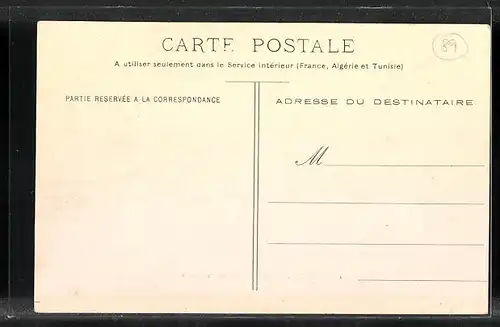 CARTE POSTALE
A utiliser seulement dans le Service intérieur (France, Algérie et Tunisie)
PARTIE RESERVÉE A LA CORRESPONDANCE
ADRESSE DU DESTINATAIRE
M
89